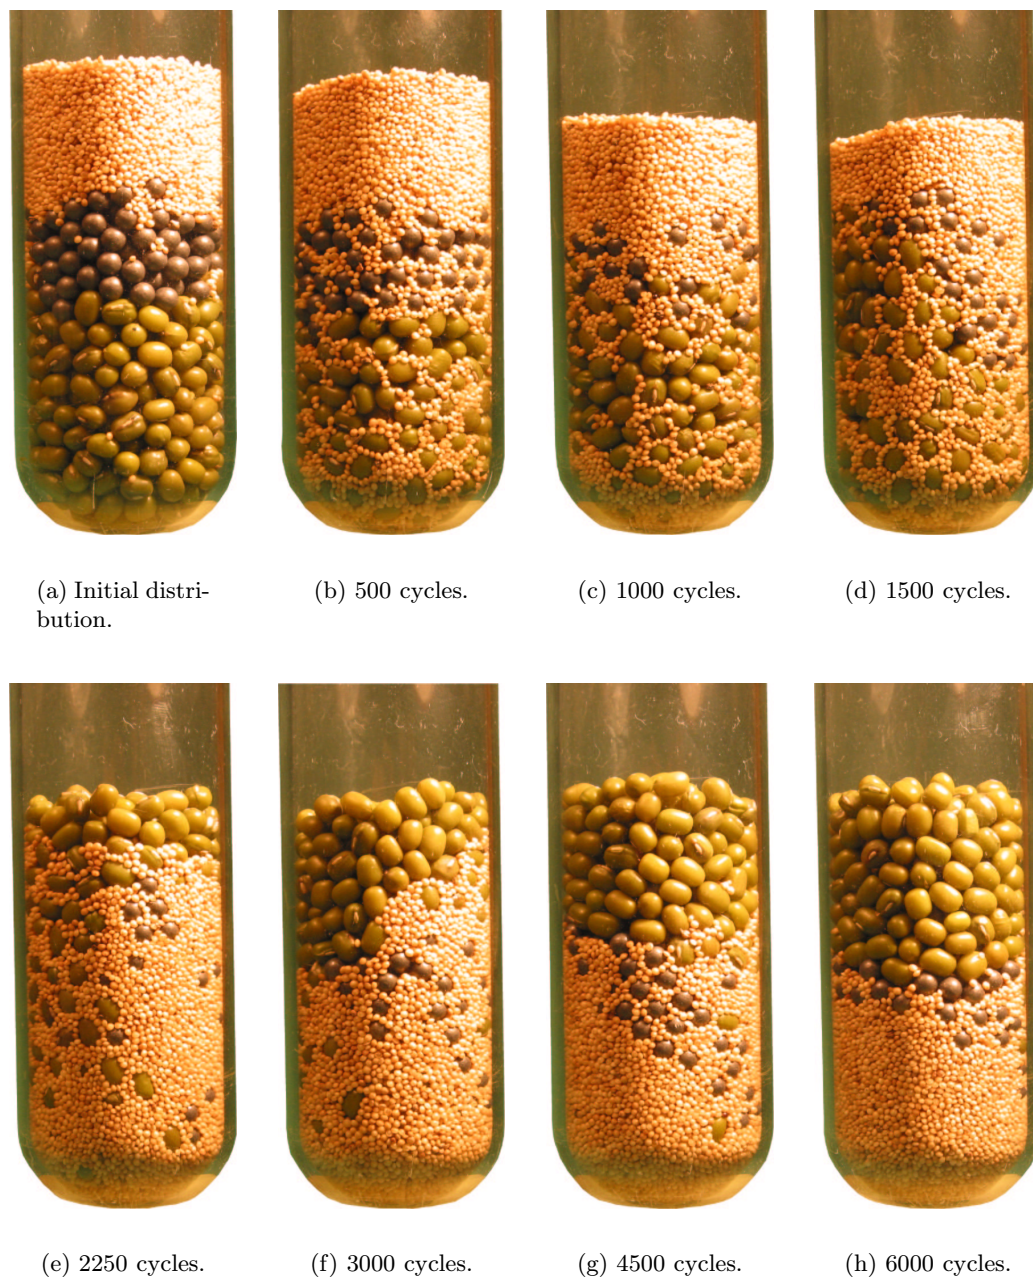 (a) Initial distri-
bution.
(b) 500 cycles.
(c) 1000 cycles.
(d) 1500 cycles.
(e) 2250 cycles.
(f) 3000 cycles.
(g) 4500 cycles.
(h) 6000 cycles.